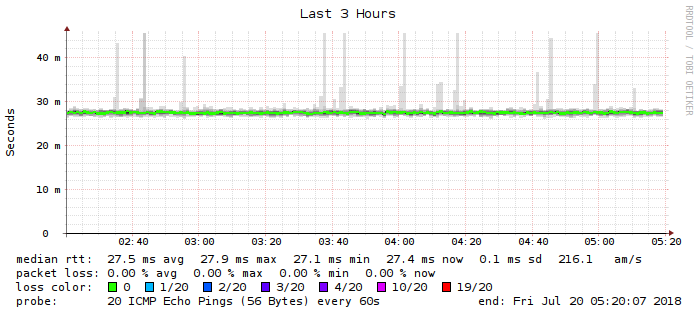 Last 3 Hours
RRDTOOL / TOBI OETIKER
Seconds
40 m
30 m
20 m
10 m
0
02:40 03:00 03:20 03:40 04:00 04:20 04:40 05:00 05:20
median rtt: 27.5 ms avg 27.9 ms max 27.1 ms min 27.4 ms now 0.1 ms sd 216.1 am/s
packet loss: 0.00 % avg 0.00 % max 0.00 % min 0.00 % now
loss color: 0 1/20 2/20 3/20 4/20 10/20 19/20
probe: 20 ICMP Echo Pings (56 Bytes) every 60s end: Fri Jul 20 05:20:07 2018